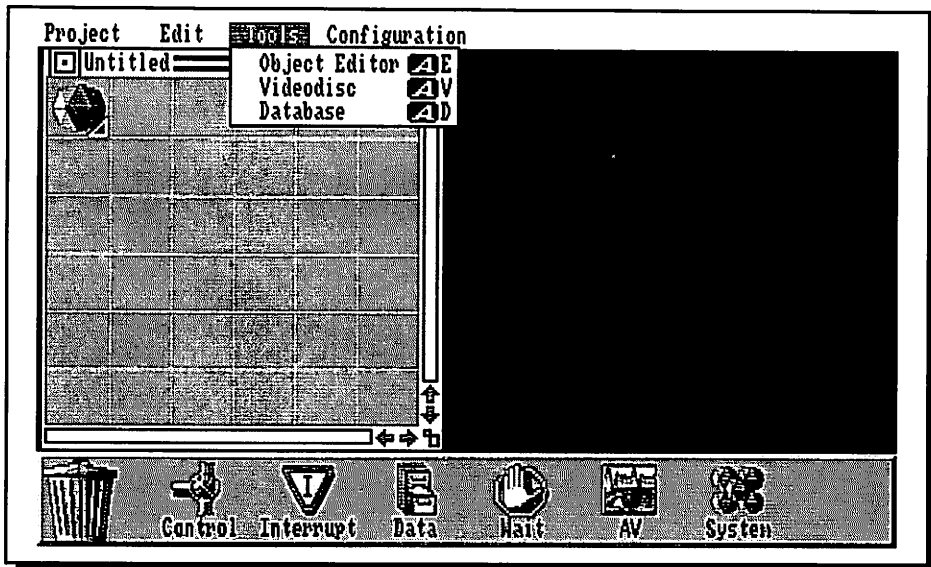 Project Edit Tools Configuration
Untitled
Object Editor A E
Videodisc A V
Database A D
I
Control Interrupt Data Wait AV System